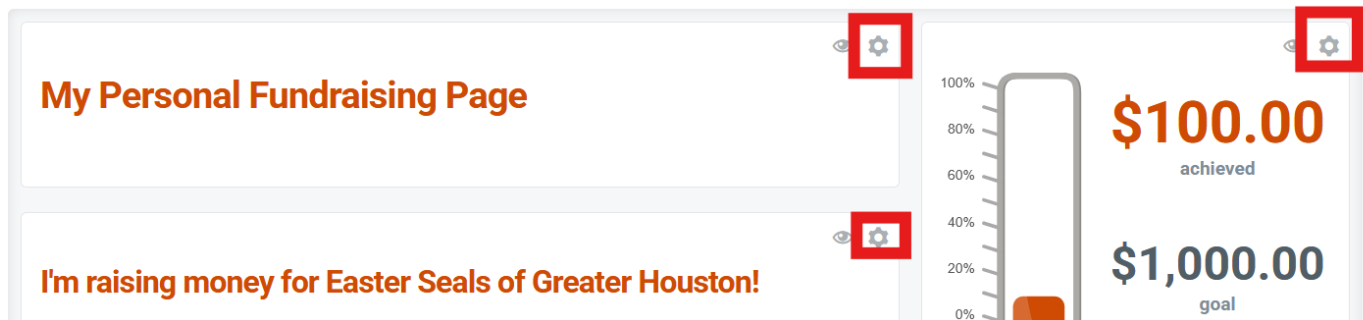 My Personal Fundraising Page
I'm raising money for Easter Seals of Greater Houston!
100%
80%
60%
40%
20%
0%
$100.00
achieved
$1,000.00
goal